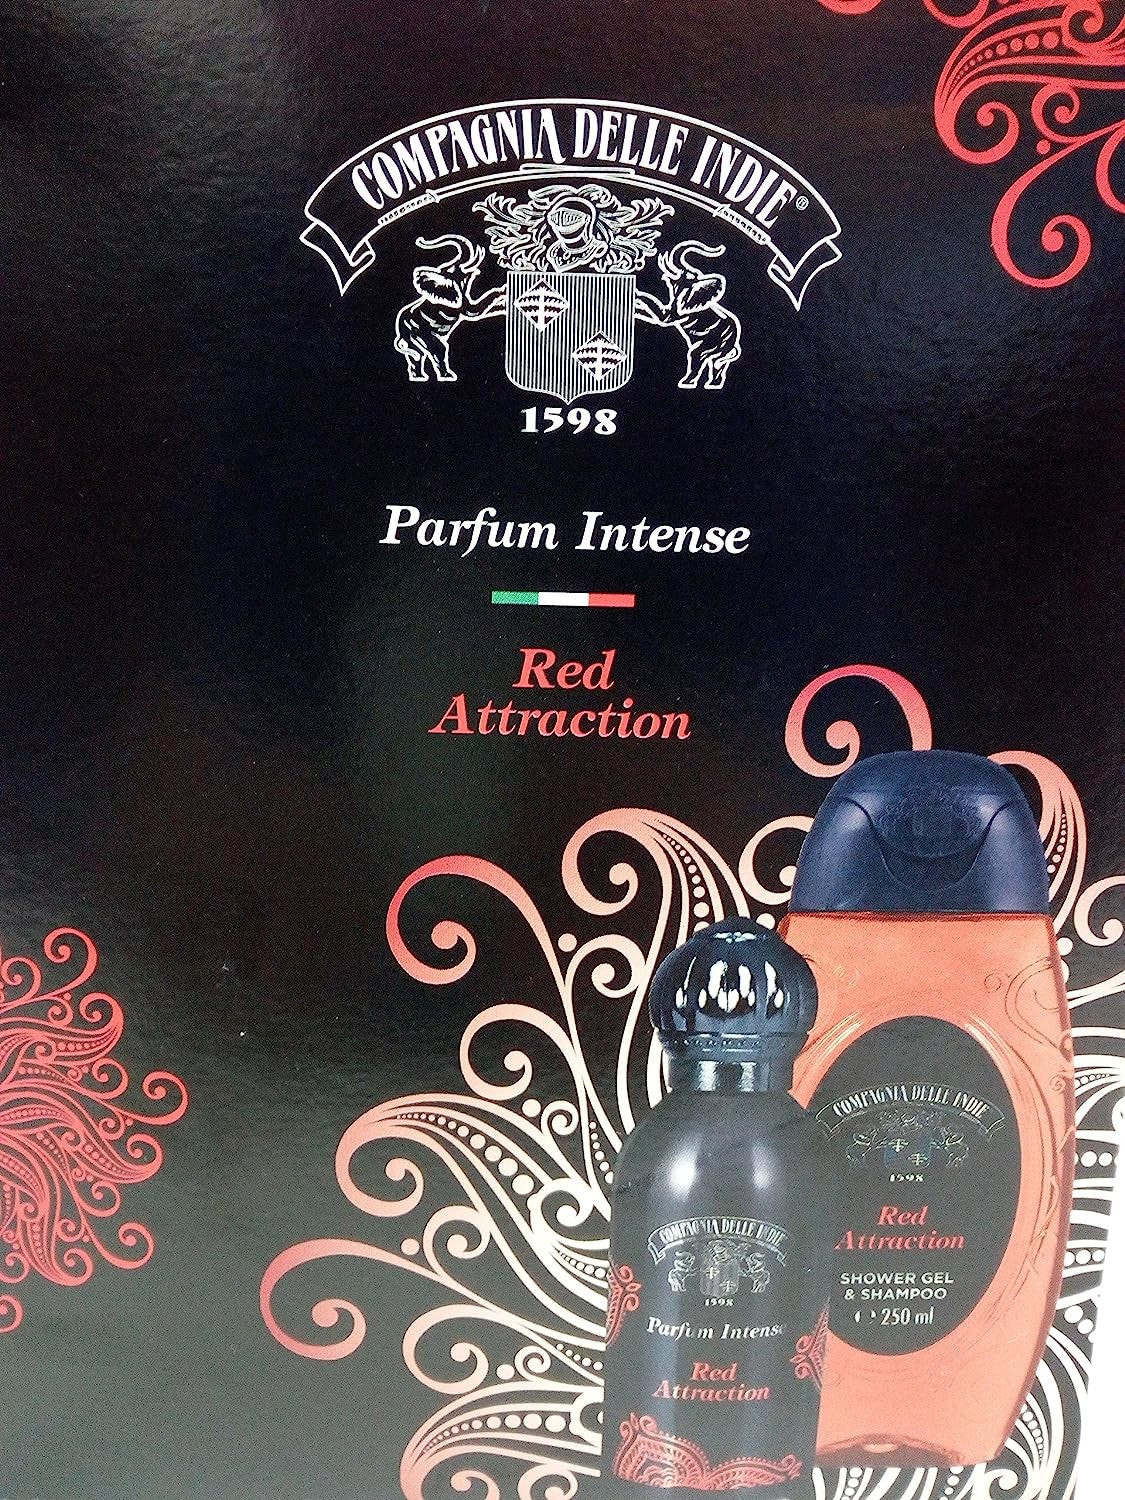 COMPAGNIA DELLE INDIE®
1598
Parfum Intense
Red
Attraction
COMPAGNIA DELLE INDIE
1598
Red
Attraction
SHOWER GEL
& SHAMPOO
250 ml
COMPAGNIA DELLE INDIE
1598
Parfum Intense
Red
Attraction